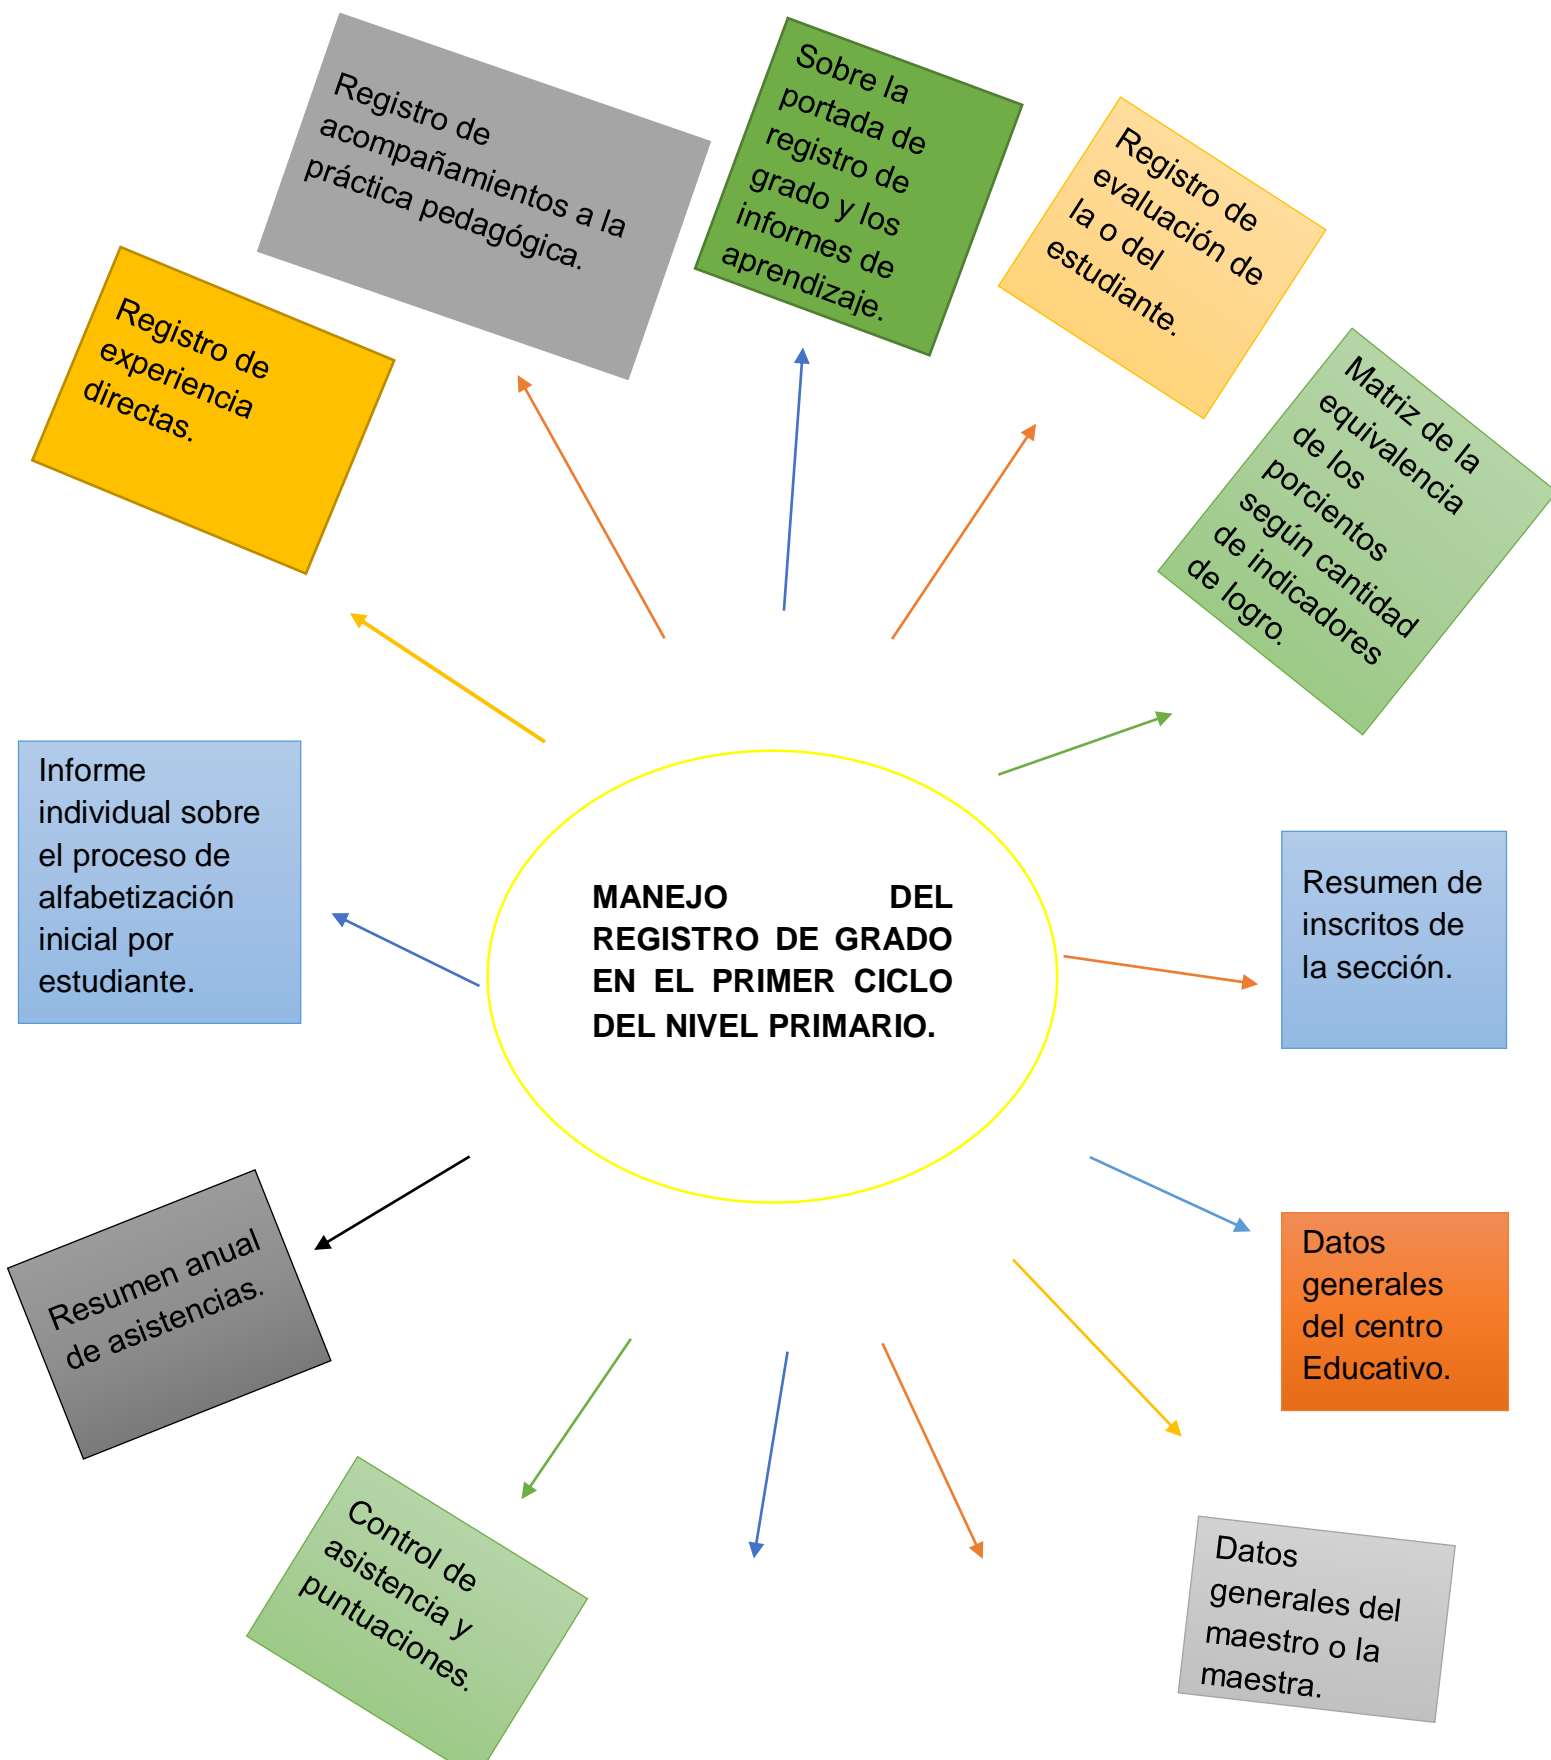 Sobre la
portada de
registro de
grado y los
informes de
aprendizaje.
Registro de
acompañamientos a la
práctica pedagógica.
Registro de
evaluación de
la o del
estudiante.
Registro de
experiencia
directas.
Matriz de la
equivalencia
de los
porcientos
según cantidad
de indicadores
de logro.
Informe
individual sobre
el proceso de
alfabetización
inicial por
estudiante.
MANEJO DEL
REGISTRO DE GRADO
EN EL PRIMER CICLO
DEL NIVEL PRIMARIO.
Resumen de
inscritos de
la sección.
Resumen anual
de asistencias.
Datos
generales
del centro
Educativo.
Control de
asistencia y
puntuaciones.
Datos
generales del
maestro o la
maestra.